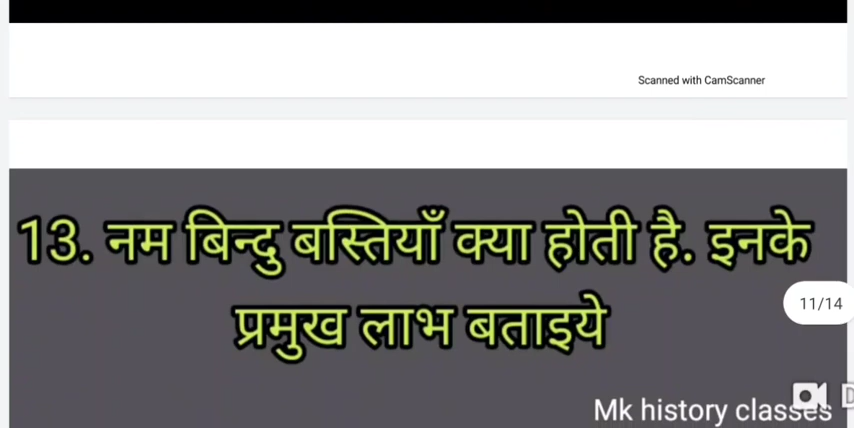 Scanned with CamScanner
13. नम बिन्दु बस्तियाँ क्या होती है. इनके
11/14
प्रमुख लाभ बताइये
Mk history classes